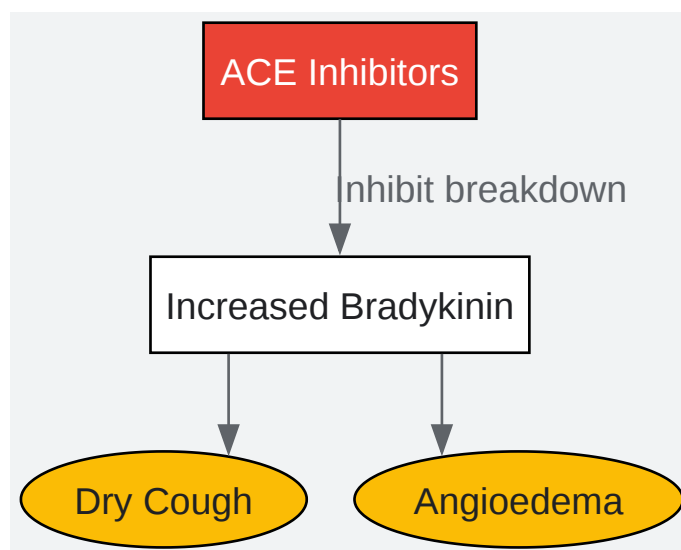 ACE Inhibitors
Inhibit breakdown
Increased Bradykinin
Dry Cough
Angioedema